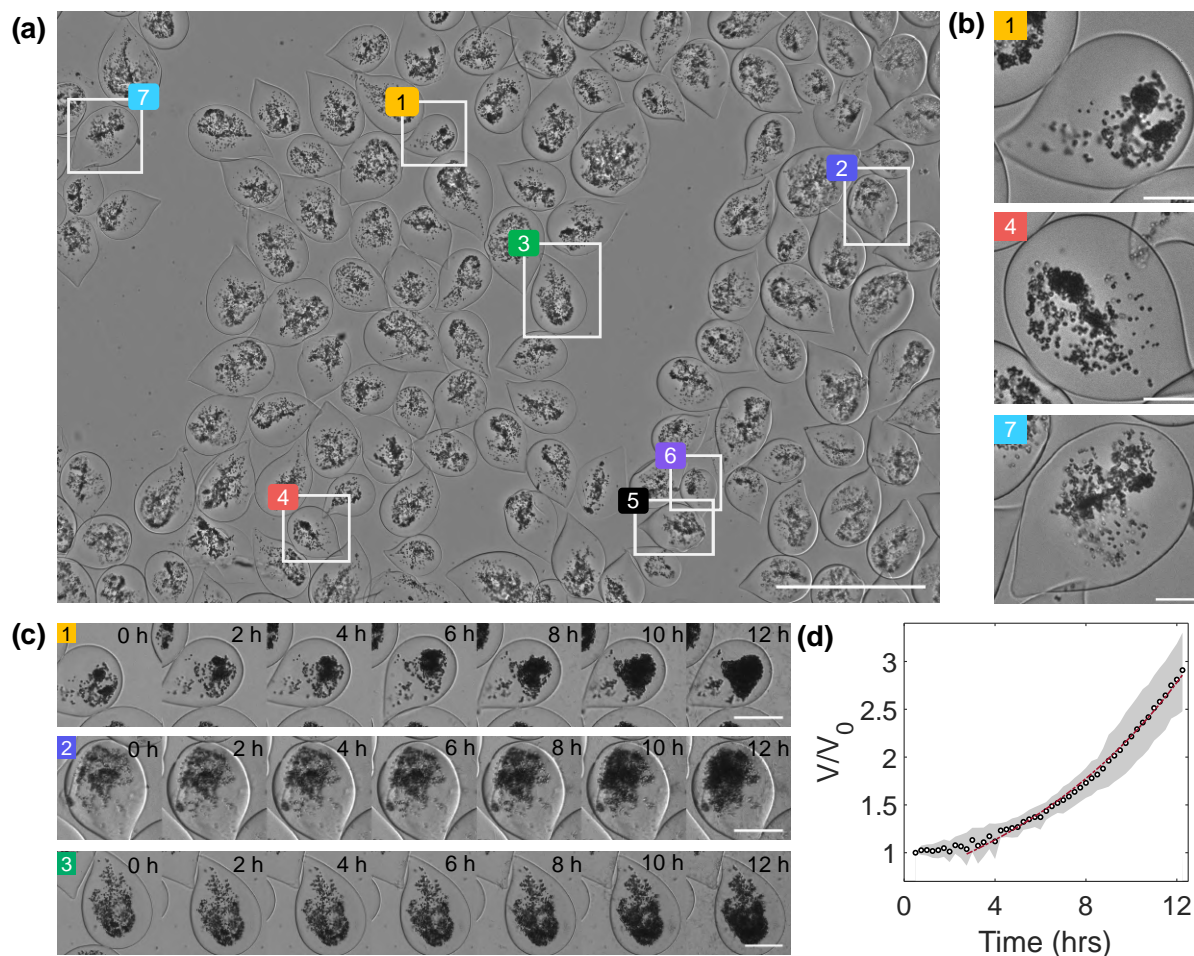 (a)
7
1
2
3
6
4
5
(b)
1
4
7
(c)
1 0 h 2 h 4 h 6 h 8 h 10 h 12 h
2 0 h 2 h 4 h 6 h 8 h 10 h 12 h
3 0 h 2 h 4 h 6 h 8 h 10 h 12 h
(d)
3
2.5
2
1.5
1
V/V0
0 4 8 12
Time (hrs)